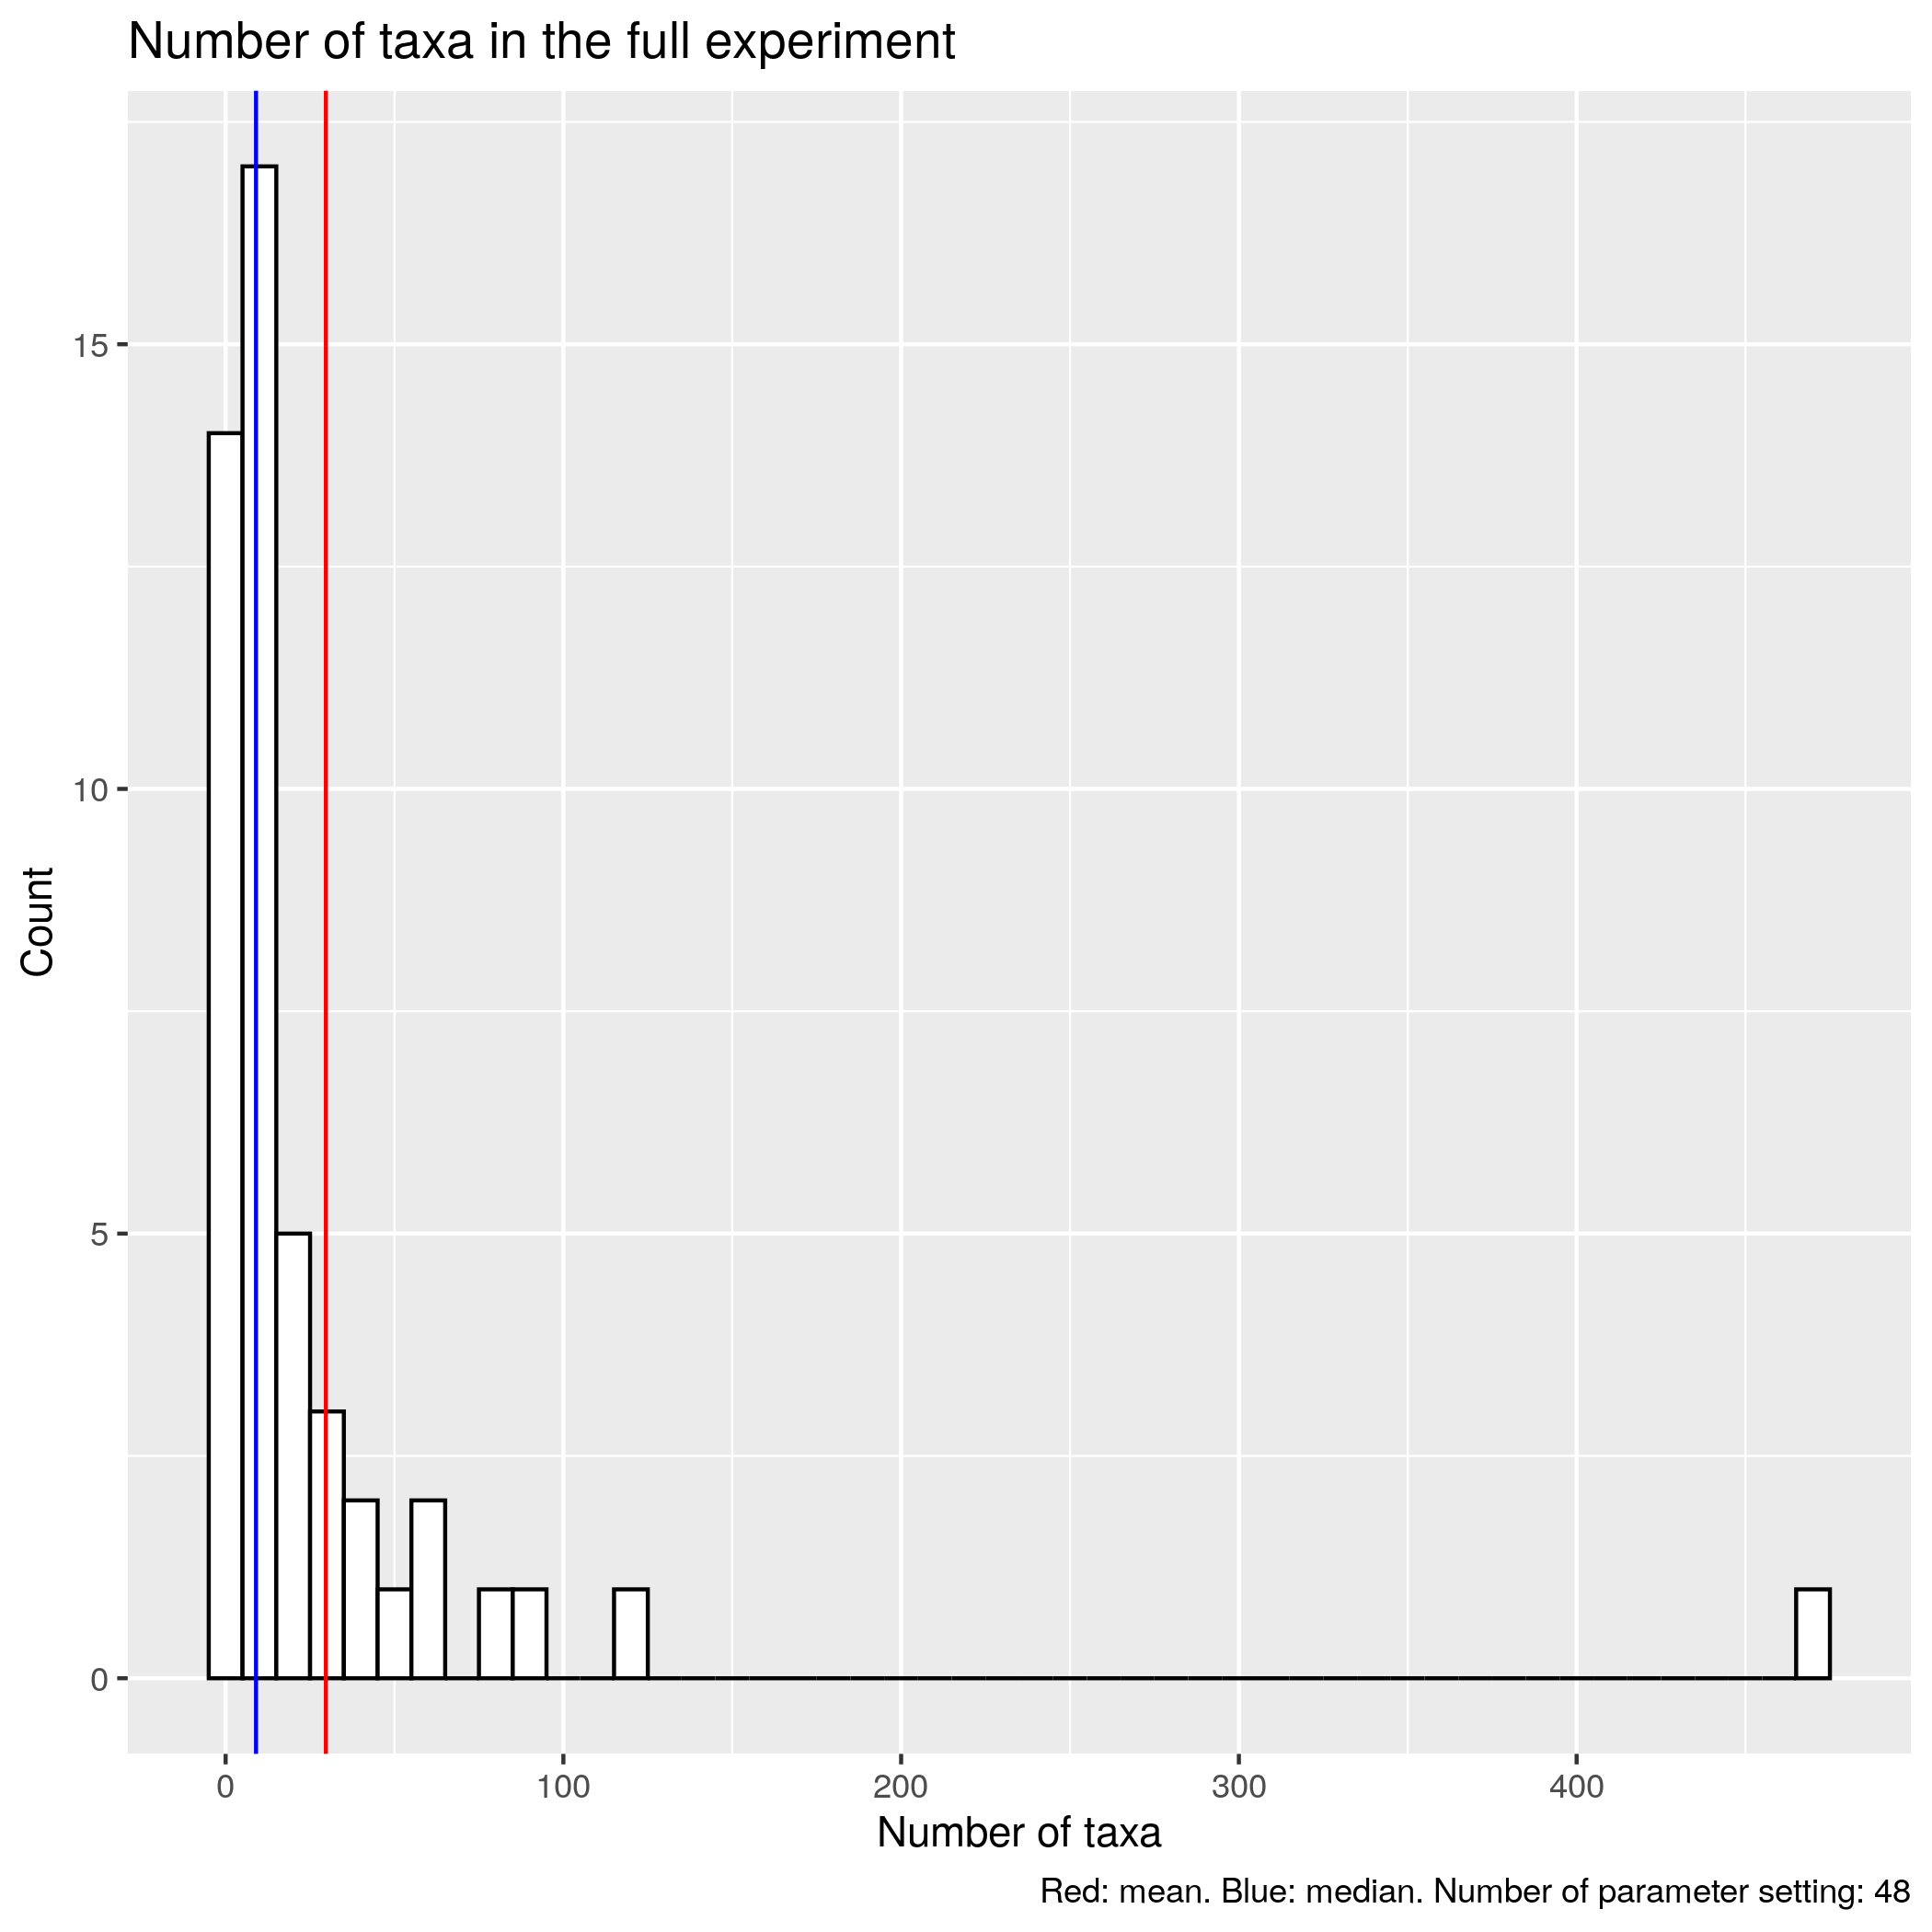 Number of taxa in the full experiment
15
10
5
0
Count
0 100 200 300 400
Number of taxa
Red: mean. Blue: median. Number of parameter setting: 48